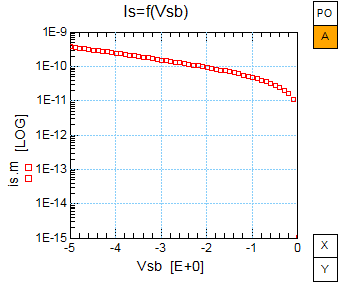 Is=f(Vsb)
PO
A
1E-9
1E-10
1E-11
1E-12
1E-13
1E-14
1E-15
is.m [LOG]
-5 -4 -3 -2 -1 0
Vsb [E+0]
X
Y